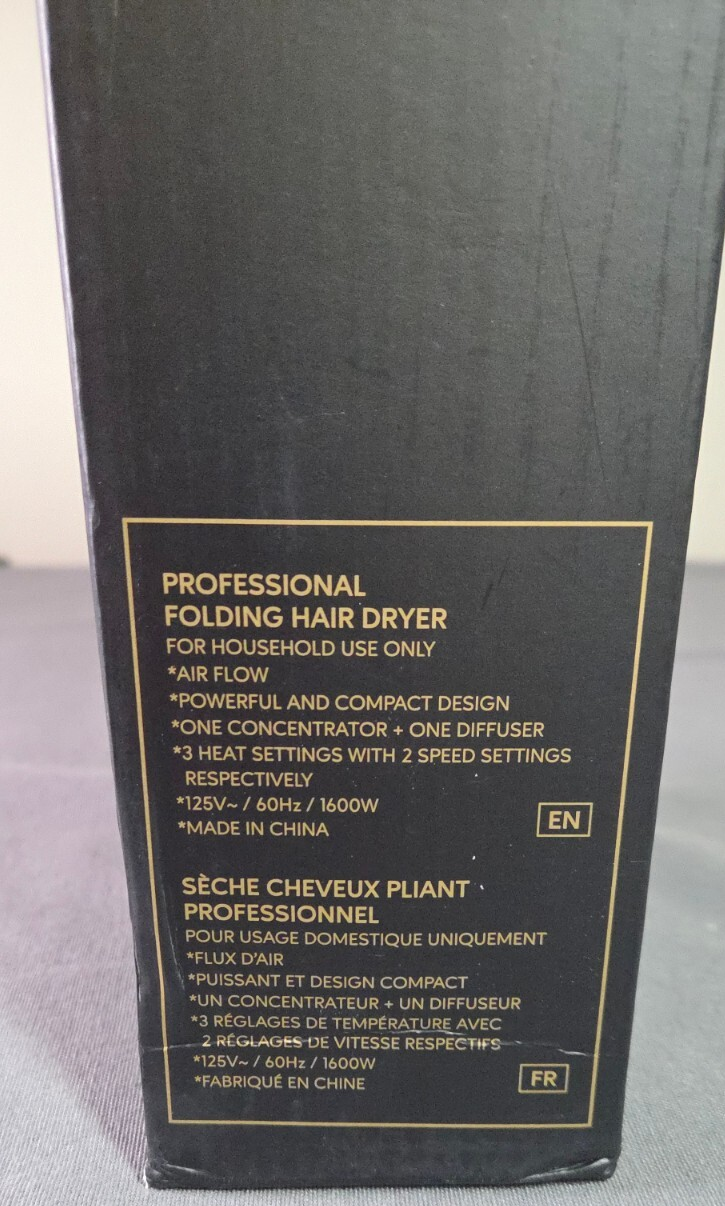 PROFESSIONAL
FOLDING HAIR DRYER
FOR HOUSEHOLD USE ONLY
*AIR FLOW
*POWERFUL AND COMPACT DESIGN
*ONE CONCENTRATOR + ONE DIFFUSER
*3 HEAT SETTINGS WITH 2 SPEED SETTINGS
RESPECTIVELY
*125V~ / 60Hz / 1600W
*MADE IN CHINA
EN
SÈCHE CHEVEUX PLIANT
PROFESSIONNEL
POUR USAGE DOMESTIQUE UNIQUEMENT
*FLUX D'AIR
*PUISSANT ET DESIGN COMPACT
*UN CONCENTRATEUR + UN DIFFUSEUR
*3 RÉGLAGES DE TEMPÉRATURE AVEC
2 RÉGLAGES DE VITESSE RESPECTIFS
*125V~ / 60Hz / 1600W
*FABRIQUÉ EN CHINE
FR